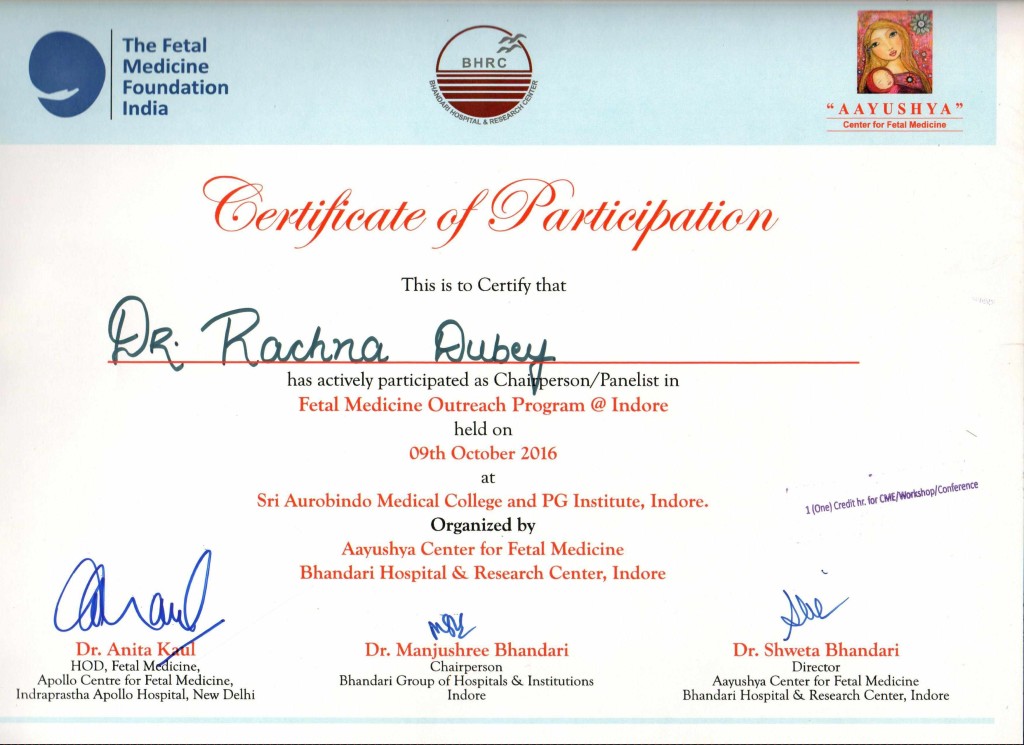 The Fetal
Medicine
Foundation
India
BHRC
BHANDARI HOSPITAL & RESEARCH CENTER
“AAYUSHYA”
Center for Fetal Medicine
Certificate of Participation
This is to Certify that
DR. Rachna Dubey
has actively participated as Chairperson/Panelist in
Fetal Medicine Outreach Program @ Indore
held on
09th October 2016
at
Sri Aurobindo Medical College and PG Institute, Indore.
1 (One) Credit hr. for CME/Workshop/Conference
Organized by
Aayushya Center for Fetal Medicine
Bhandari Hospital & Research Center, Indore
Dr. Anita Kaul
HOD, Fetal Medicine,
Apollo Centre for Fetal Medicine,
Indraprastha Apollo Hospital, New Delhi
Dr. Manjushree Bhandari
Chairperson
Bhandari Group of Hospitals & Institutions
Indore
Dr. Shweta Bhandari
Director
Aayushya Center for Fetal Medicine
Bhandari Hospital & Research Center, Indore